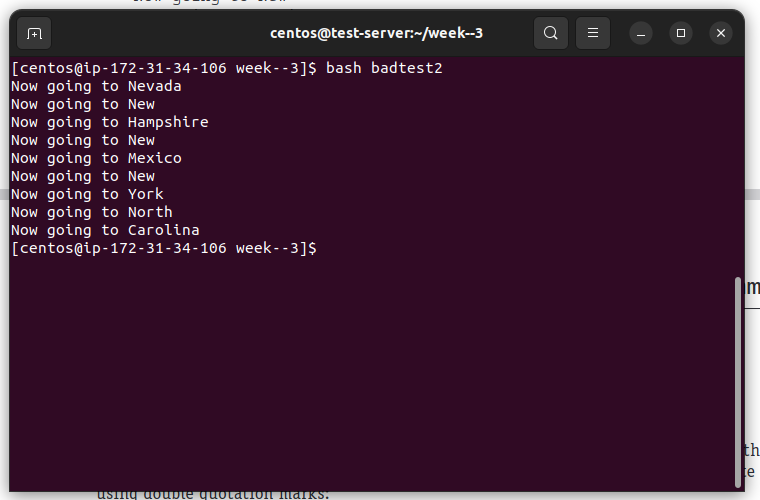 centos@test-server:~/week--3
[centos@ip-172-31-34-106 week--3]$ bash badtest2
Now going to Nevada
Now going to New
Now going to Hampshire
Now going to New
Now going to Mexico
Now going to New
Now going to York
Now going to North
Now going to Carolina
[centos@ip-172-31-34-106 week--3]$
using double quotation marks: